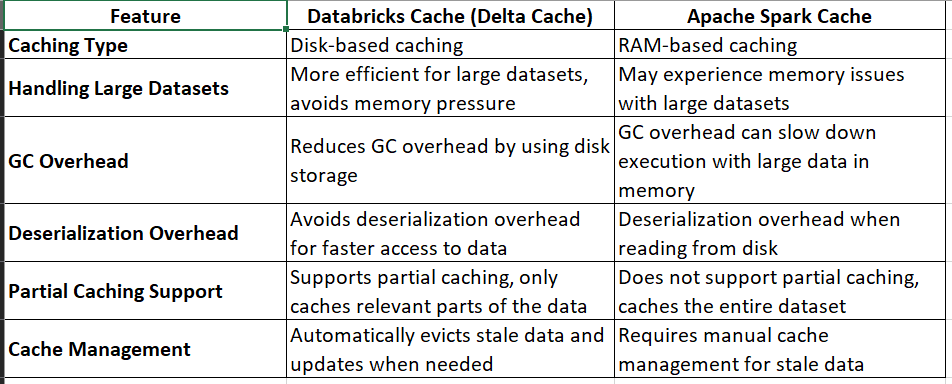 Feature
Databricks Cache (Delta Cache)
Apache Spark Cache
Caching Type
Disk-based caching
RAM-based caching
Handling Large Datasets
More efficient for large datasets,
avoids memory pressure
May experience memory issues
with large datasets
GC Overhead
Reduces GC overhead by using disk
storage
GC overhead can slow down
execution with large data in
memory
Deserialization Overhead
Avoids deserialization overhead
for faster access to data
Deserialization overhead when
reading from disk
Partial Caching Support
Supports partial caching, only
caches relevant parts of the data
Does not support partial caching,
caches the entire dataset
Cache Management
Automatically evicts stale data and
updates when needed
Requires manual cache
management for stale data